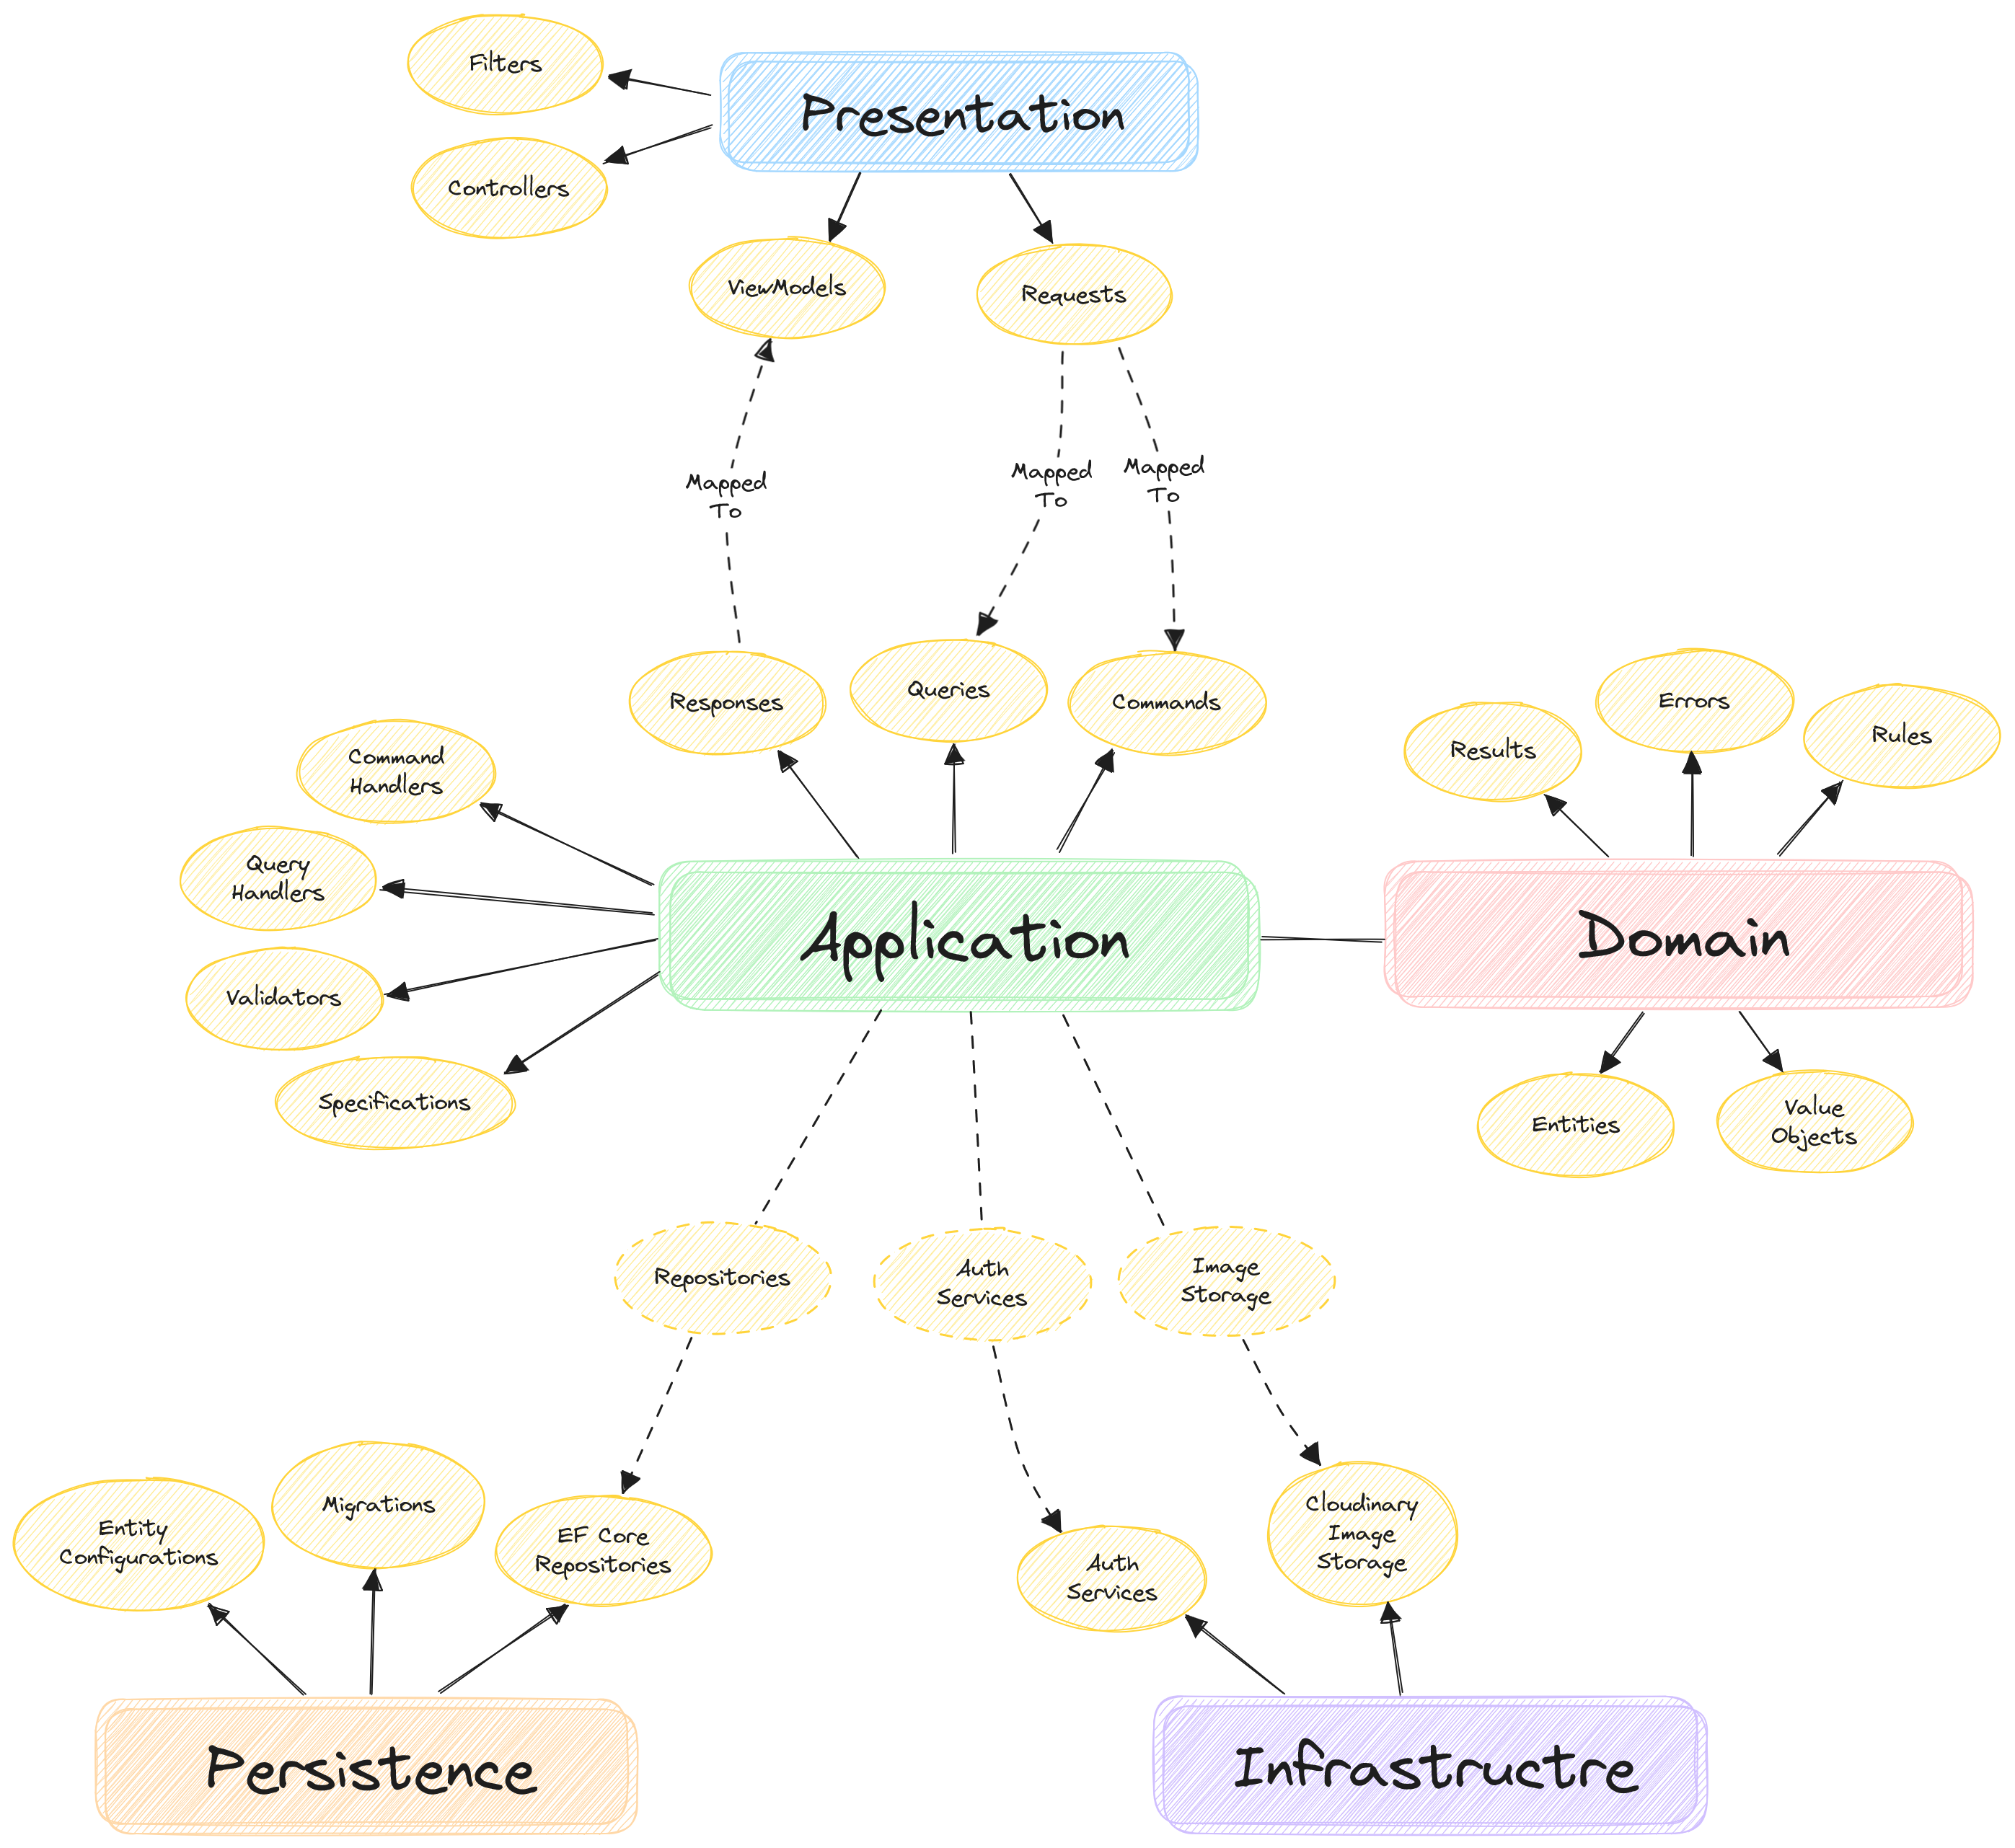 Filters
Presentation
Controllers
ViewModels
Requests
Mapped
To
Mapped
To
Mapped
To
Responses
Queries
Commands
Results
Errors
Rules
Command
Handlers
Query
Handlers
Validators
Specifications
Application
Domain
Entities
Value
Objects
Repositories
Auth
Services
Image
Storage
Entity
Configurations
Migrations
EF Core
Repositories
Auth
Services
Cloudinary
Image
Storage
Persistence
Infrastructre